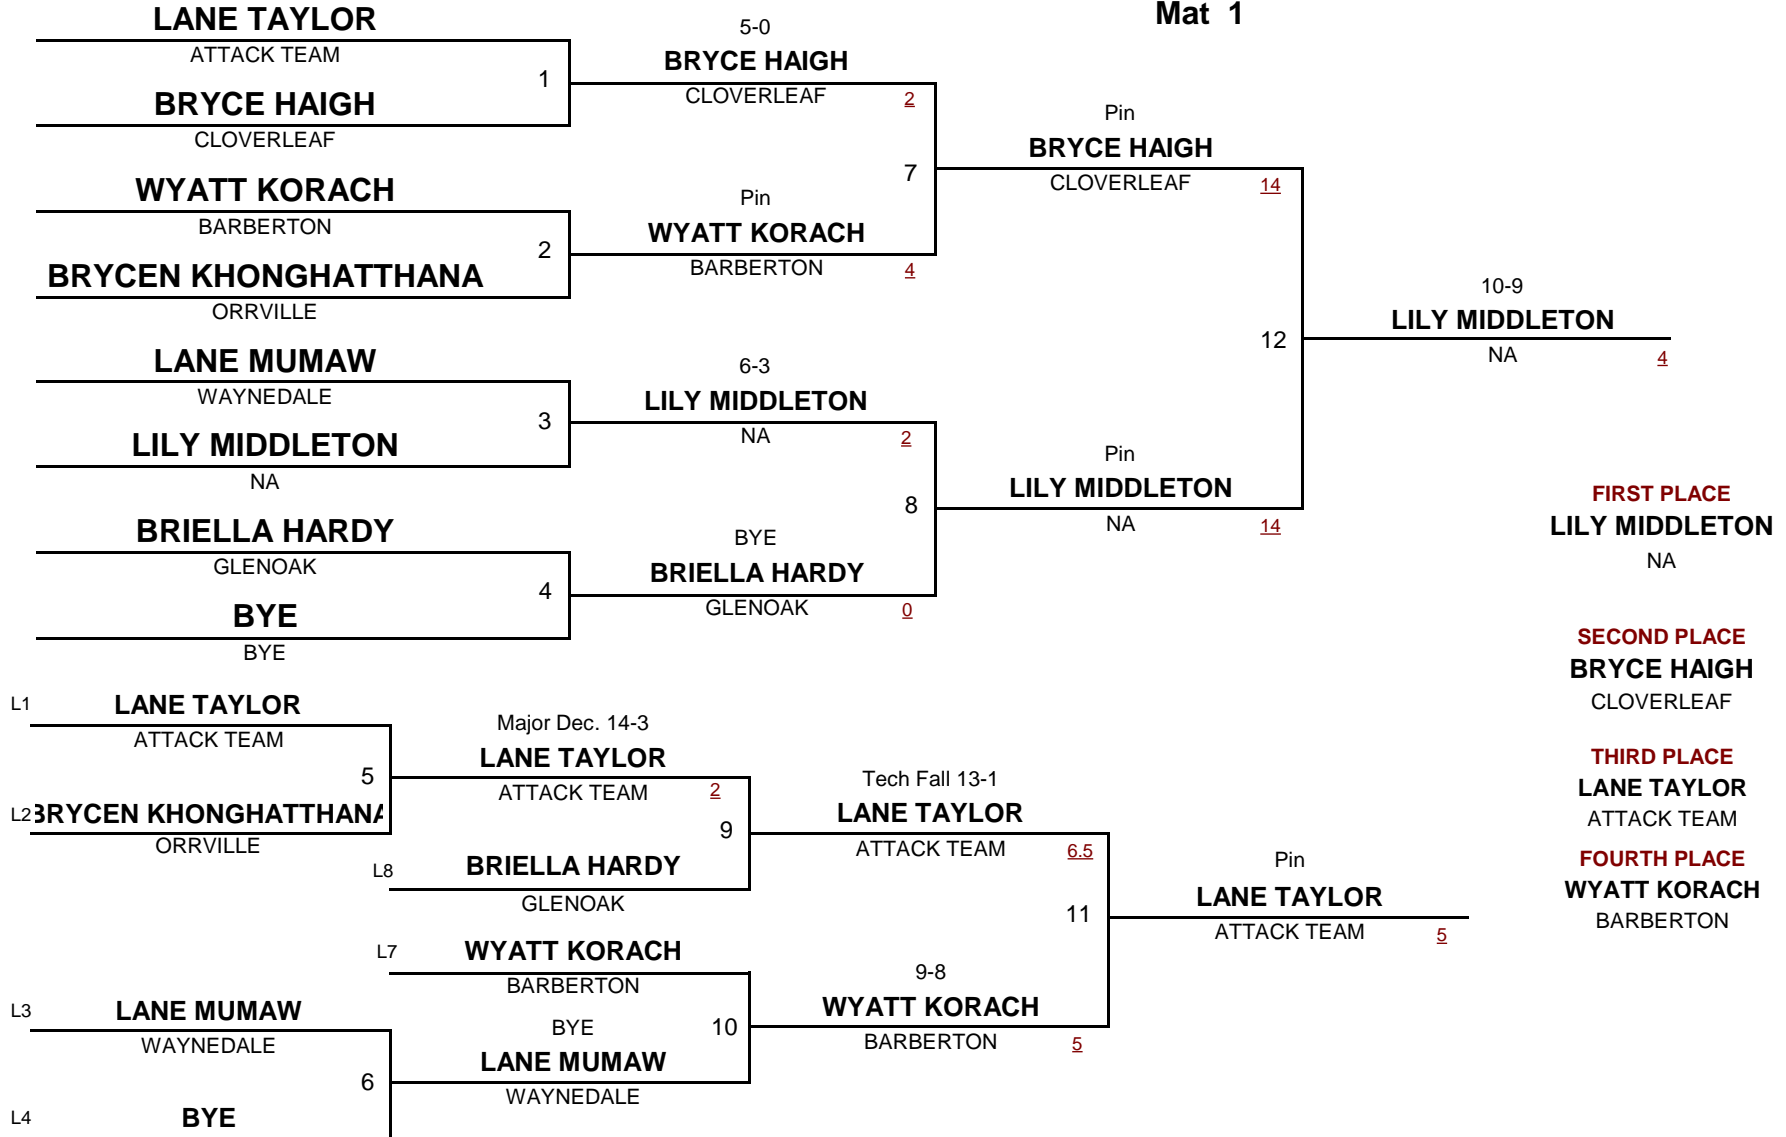 Mat 1
LANE TAYLOR
ATTACK TEAM
1
BRYCE HAIGH
CLOVERLEAF
WYATT KORACH
BARBERTON
2
BRYCEN KHONGHATTHANA
ORRVILLE
LANE MUMAW
WAYNEDALE
3
LILY MIDDLETON
NA
BRIELLA HARDY
GLENOAK
4
BYE
BYE
5-0
BRYCE HAIGH
CLOVERLEAF 2
7
Pin
WYATT KORACH
BARBERTON 4
6-3
LILY MIDDLETON
NA 2
8
BYE
BRIELLA HARDY
GLENOAK 0
Pin
BRYCE HAIGH
CLOVERLEAF 14
12
Pin
LILY MIDDLETON
NA 14
10-9
LILY MIDDLETON
NA 4
FIRST PLACE
LILY MIDDLETON
NA
SECOND PLACE
BRYCE HAIGH
CLOVERLEAF
THIRD PLACE
LANE TAYLOR
ATTACK TEAM
FOURTH PLACE
WYATT KORACH
BARBERTON
L1 LANE TAYLOR
ATTACK TEAM
5
L2 BRYCEN KHONGHATTHANA
ORRVILLE
L3 LANE MUMAW
WAYNEDALE
6
L4 BYE
Major Dec. 14-3
LANE TAYLOR
ATTACK TEAM 2
9
L8 BRIELLA HARDY
GLENOAK
L7 WYATT KORACH
BARBERTON
BYE 10
LANE MUMAW
WAYNEDALE
Tech Fall 13-1
LANE TAYLOR
ATTACK TEAM 6.5
11
9-8
WYATT KORACH
BARBERTON 5
Pin
LANE TAYLOR
ATTACK TEAM 5